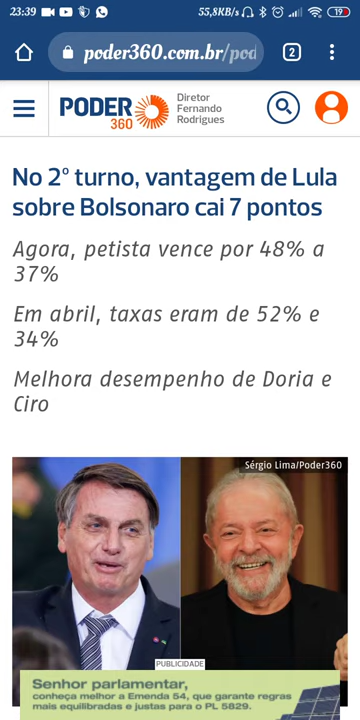 23:39 55,8KB/s 19
poder360.com.br/pod 2
PODER
360
Diretor
Fernando
Rodrigues
No 2º turno, vantagem de Lula
sobre Bolsonaro cai 7 pontos
Agora, petista vence por 48% a
37%
Em abril, taxas eram de 52% e
34%
Melhora desempenho de Doria e
Ciro
Sérgio Lima/Poder360
PUBLICIDADE
Senhor parlamentar,
conheça melhor a Emenda 54, que garante regras
mais equilibradas e justas para o PL 5829.